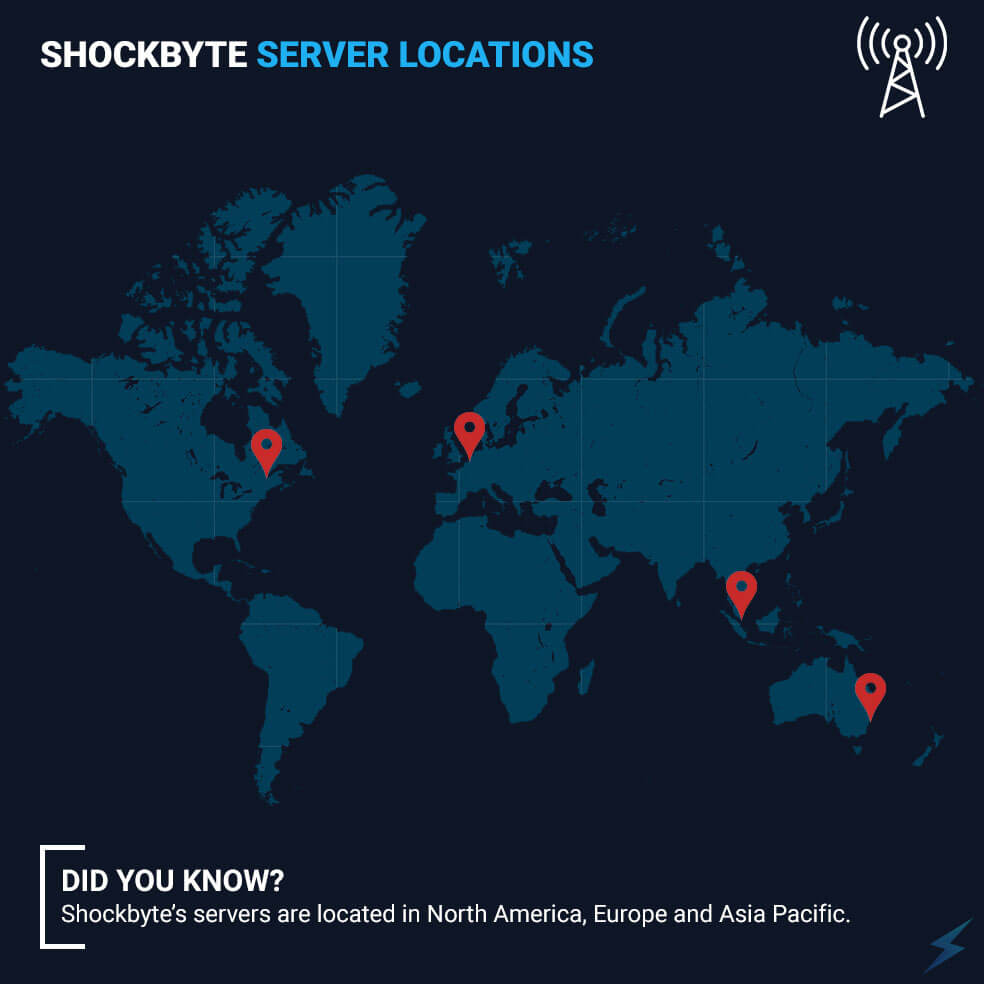 SHOCKBYTE SERVER LOCATIONS
DID YOU KNOW?
Shockbyte’s servers are located in North America, Europe and Asia Pacific.